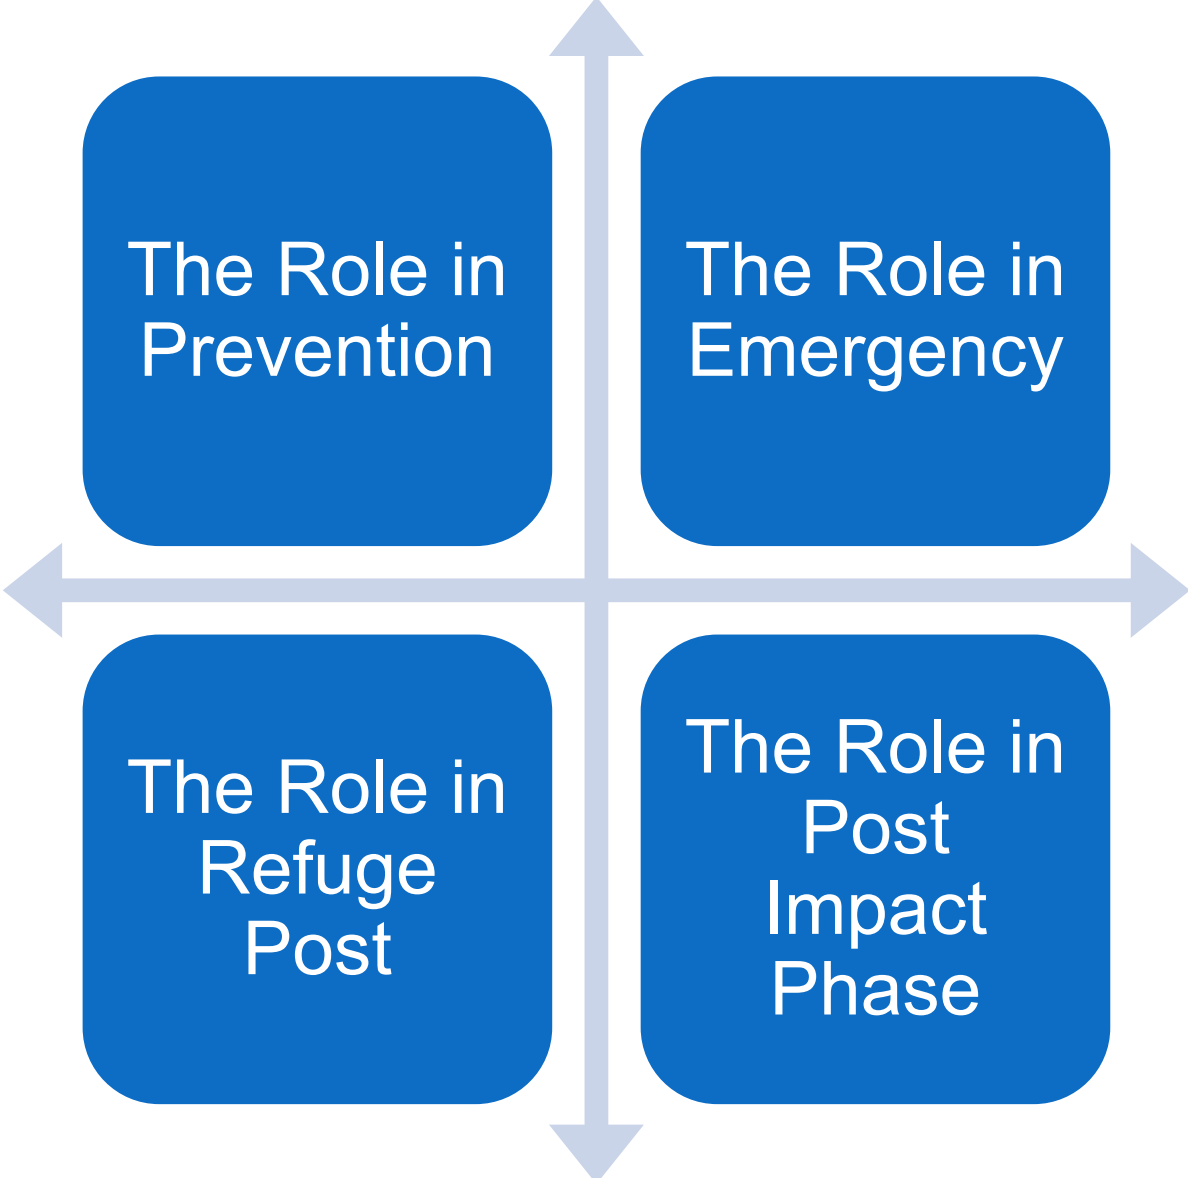 The Role in
Prevention
The Role in
Emergency
The Role in
Refuge
Post
The Role in
Post
Impact
Phase